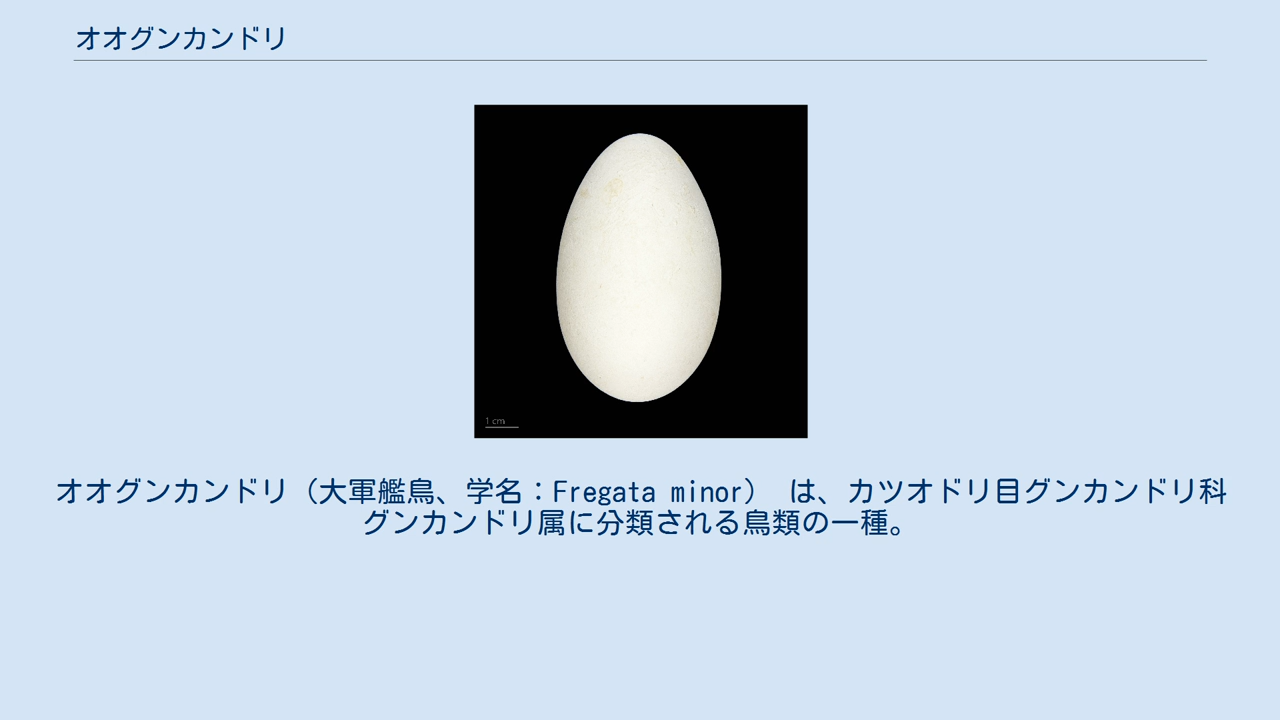 オオグンカンドリ
1 cm
オオグンカンドリ（大軍艦鳥、学名：Fregata minor） は、カツオドリ目グンカンドリ科
グンカンドリ属に分類される鳥類の一種。